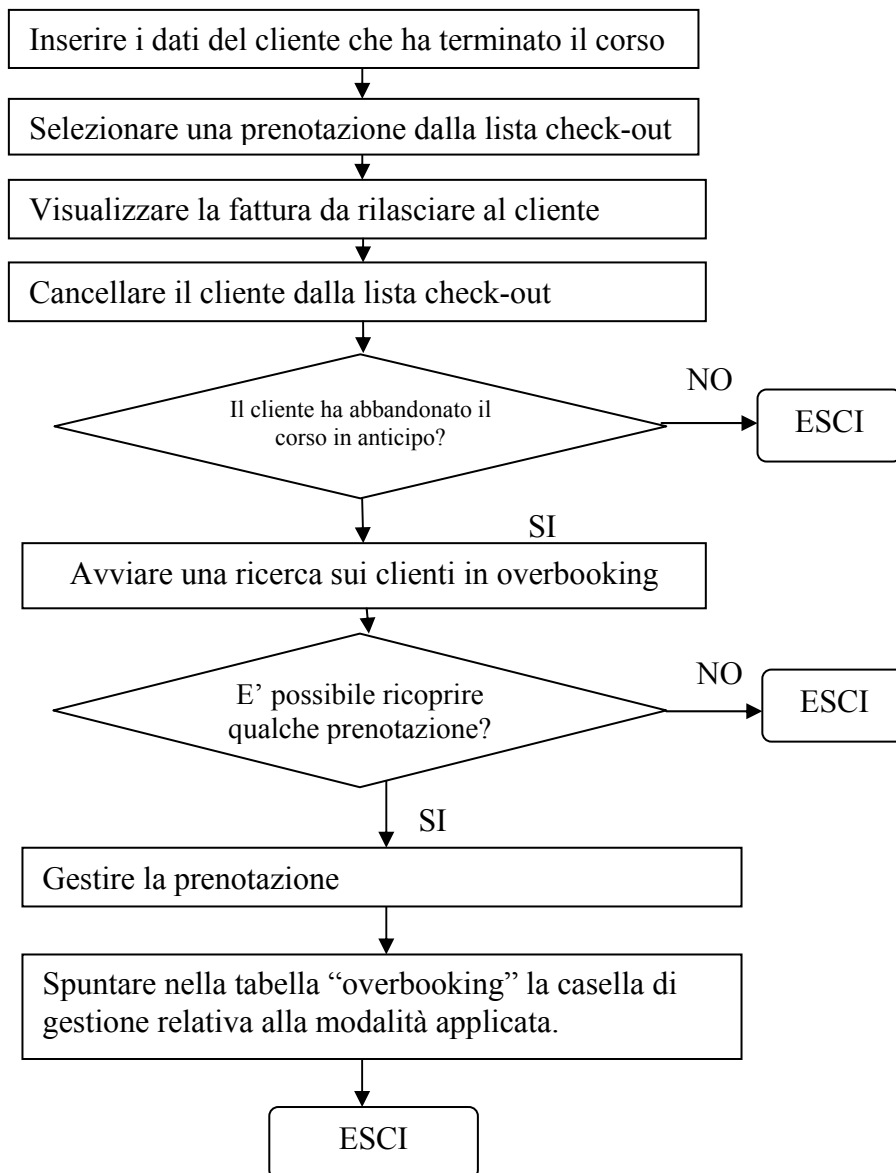 Inserire i dati del cliente che ha terminato il corso
Selezionare una prenotazione dalla lista check-out
Visualizzare la fattura da rilasciare al cliente
Cancellare il cliente dalla lista check-out
Il cliente ha abbandonato il
corso in anticipo?
NO
ESCI
SI
Avviare una ricerca sui clienti in overbooking
E’ possibile ricoprire
qualche prenotazione?
NO
ESCI
SI
Gestire la prenotazione
Spuntare nella tabella “overbooking” la casella di
gestione relativa alla modalità applicata.
ESCI